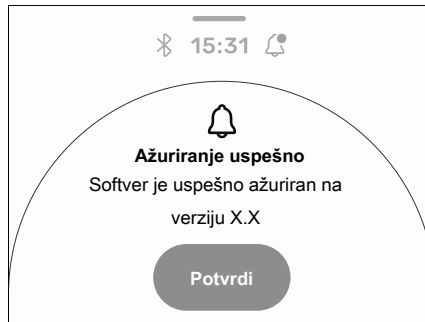 15:31
Ažuriranje uspešno
Softver je uspešno ažuriran na
verziju X.X
Potvrdi